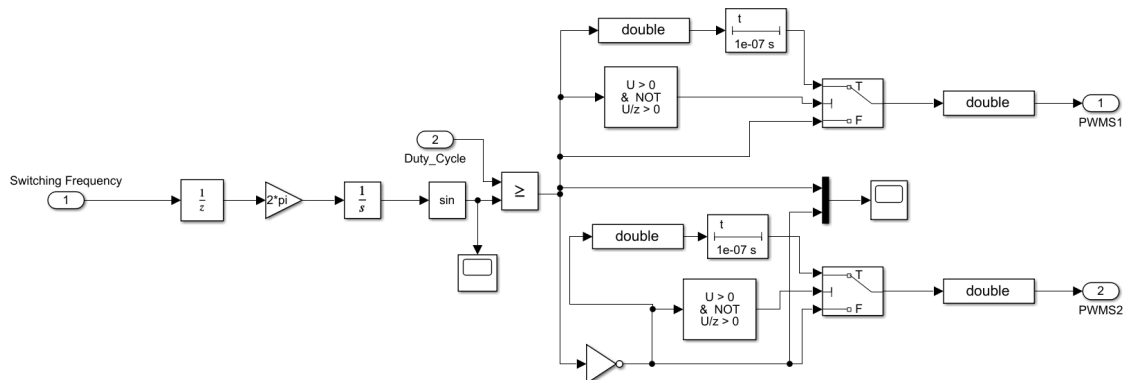 double
t
1e-07 s
U > 0
& NOT
U/z > 0
T
F
double
1
PWMS1
2
Duty_Cycle
Switching Frequency
1
1
z
2*pi
1
s
sin
≥
double
t
1e-07 s
U > 0
& NOT
U/z > 0
T
F
double
2
PWMS2